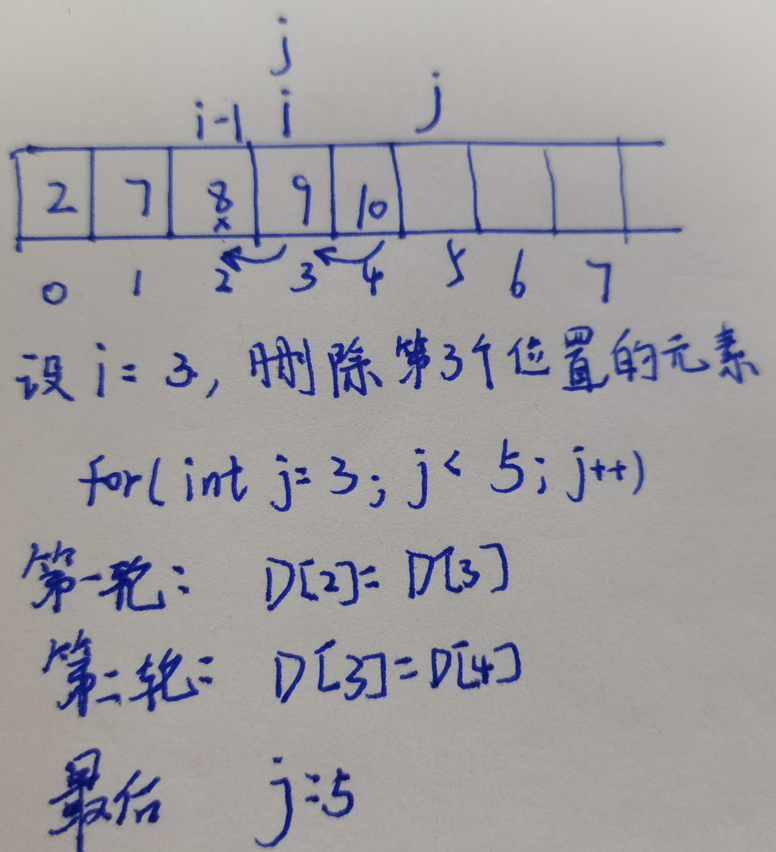 j
i-1 i j
2 7 8 9 10
x
0 1 2 3 4 5 6 7
设i=3,删除第3个位置的元素
for(int j=3; j<5; j++)
第一轮: D[2]=D[3]
第二轮: D[3]=D[4]
最后 j=5